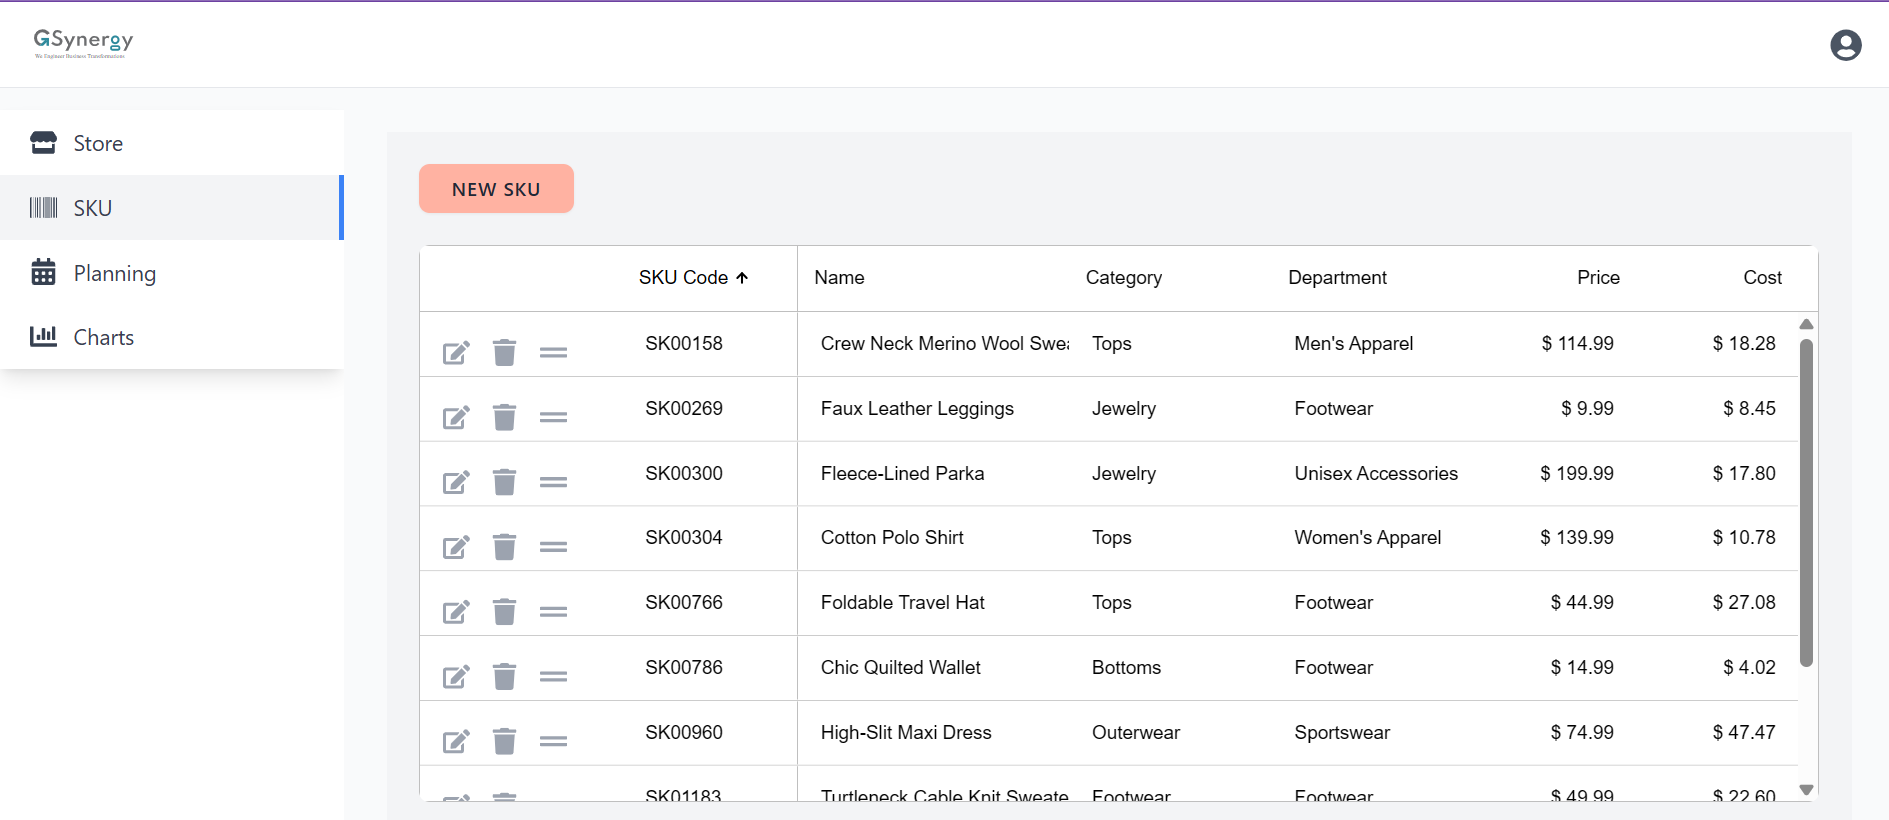 GSynergy
We Engineer Business Transformations
Store
SKU
Planning
Charts
NEW SKU
SKU Code Name Category Department Price Cost
SK00158 Crew Neck Merino Wool Swea Tops Men's Apparel $ 114.99 $ 18.28
SK00269 Faux Leather Leggings Jewelry Footwear $ 9.99 $ 8.45
SK00300 Fleece-Lined Parka Jewelry Unisex Accessories $ 199.99 $ 17.80
SK00304 Cotton Polo Shirt Tops Women's Apparel $ 139.99 $ 10.78
SK00766 Foldable Travel Hat Tops Footwear $ 44.99 $ 27.08
SK00786 Chic Quilted Wallet Bottoms Footwear $ 14.99 $ 4.02
SK00960 High-Slit Maxi Dress Outerwear Sportswear $ 74.99 $ 47.47
SK01183 Turtleneck Cable Knit Sweate Footwear Footwear $ 49.99 $ 22.60